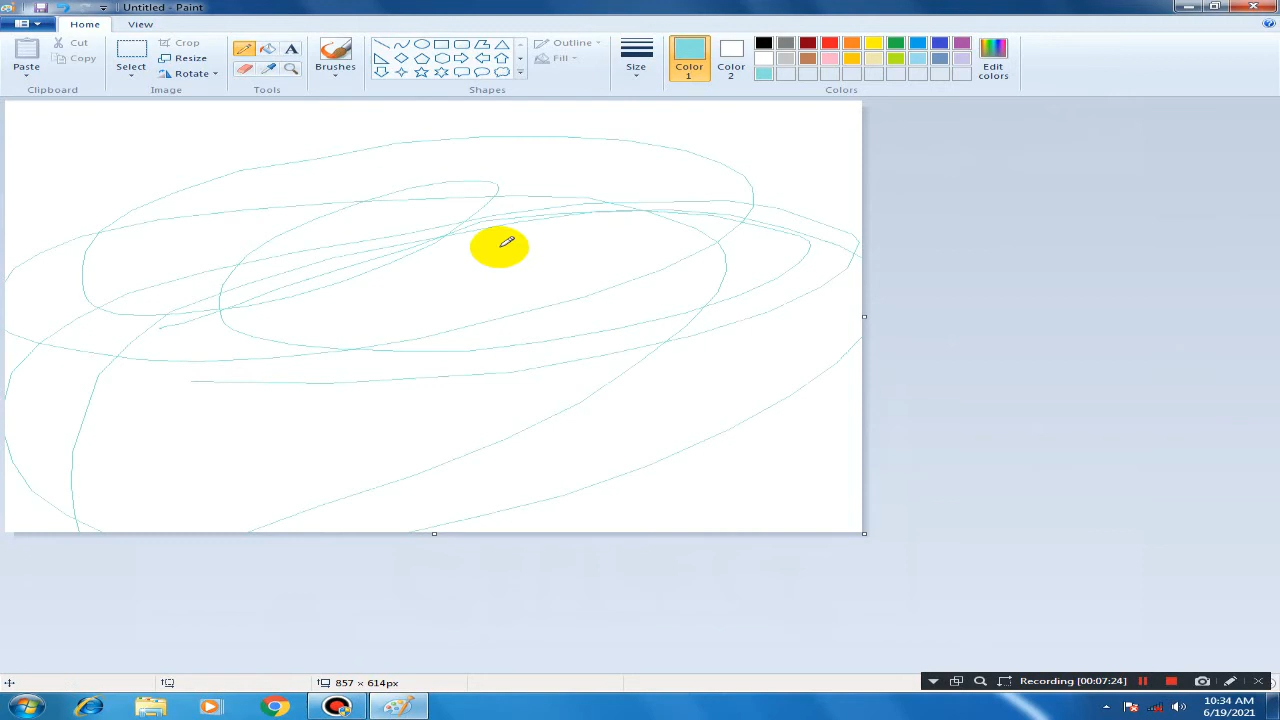 Untitled - Paint
Home View
Paste
Cut
Copy
Clipboard
Select
Crop
Resize
Rotate
Image
Tools
Brushes
Outline
Fill
Shapes
Size
Color 1
Color 2
Edit colors
Colors
857 × 614px
Recording [00:07:24]
10:34 AM
6/19/2021